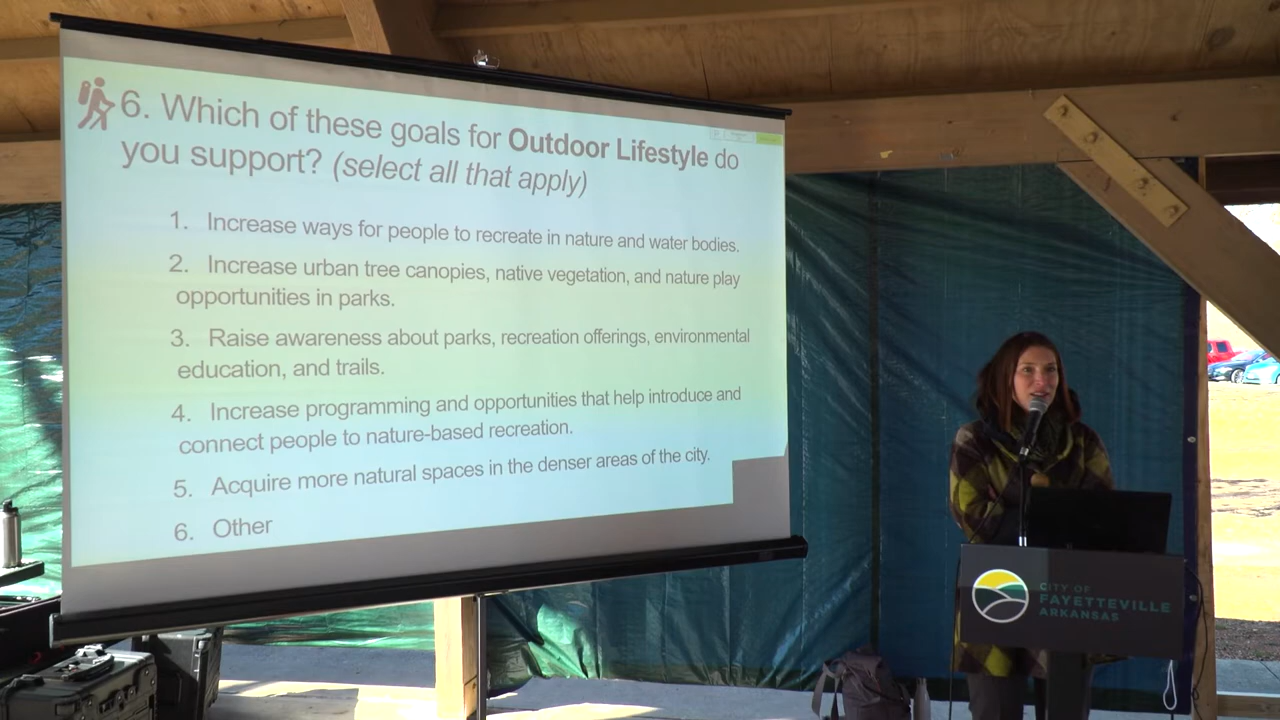 6. Which of these goals for Outdoor Lifestyle do
you support? (select all that apply)
1. Increase ways for people to recreate in nature and water bodies.
2. Increase urban tree canopies, native vegetation, and nature play
opportunities in parks.
3. Raise awareness about parks, recreation offerings, environmental
education, and trails.
4. Increase programming and opportunities that help introduce and
connect people to nature-based recreation.
5. Acquire more natural spaces in the denser areas of the city.
6. Other
CITY OF
FAYETTEVILLE
ARKANSAS